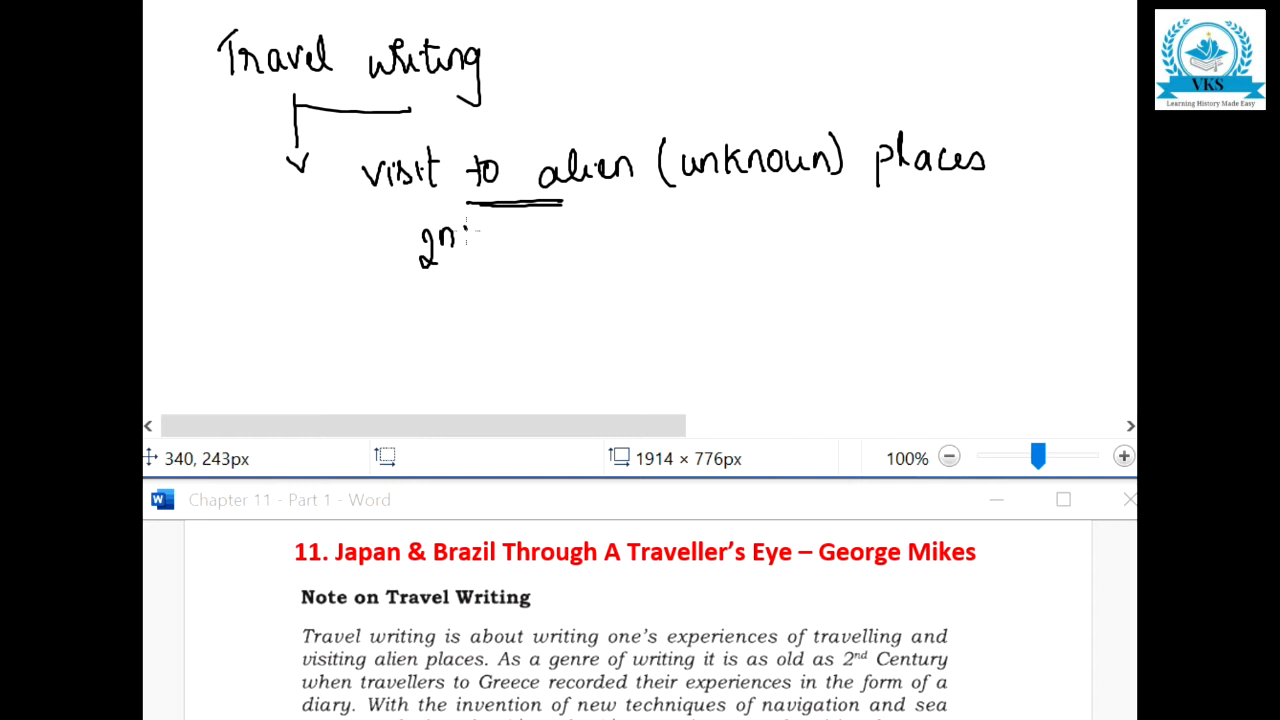 Travel writing
VKS
Learning History Made Easy
visit to alien (unknoun) places
2n
340, 243px
1914 × 776px
100%
Chapter 11 - Part 1 - Word
11. Japan & Brazil Through A Traveller's Eye – George Mikes
Note on Travel Writing
Travel writing is about writing one's experiences of travelling and
visiting alien places. As a genre of writing it is as old as 2nd Century
when travellers to Greece recorded their experiences in the form of a
diary. With the invention of new techniques of navigation and sea